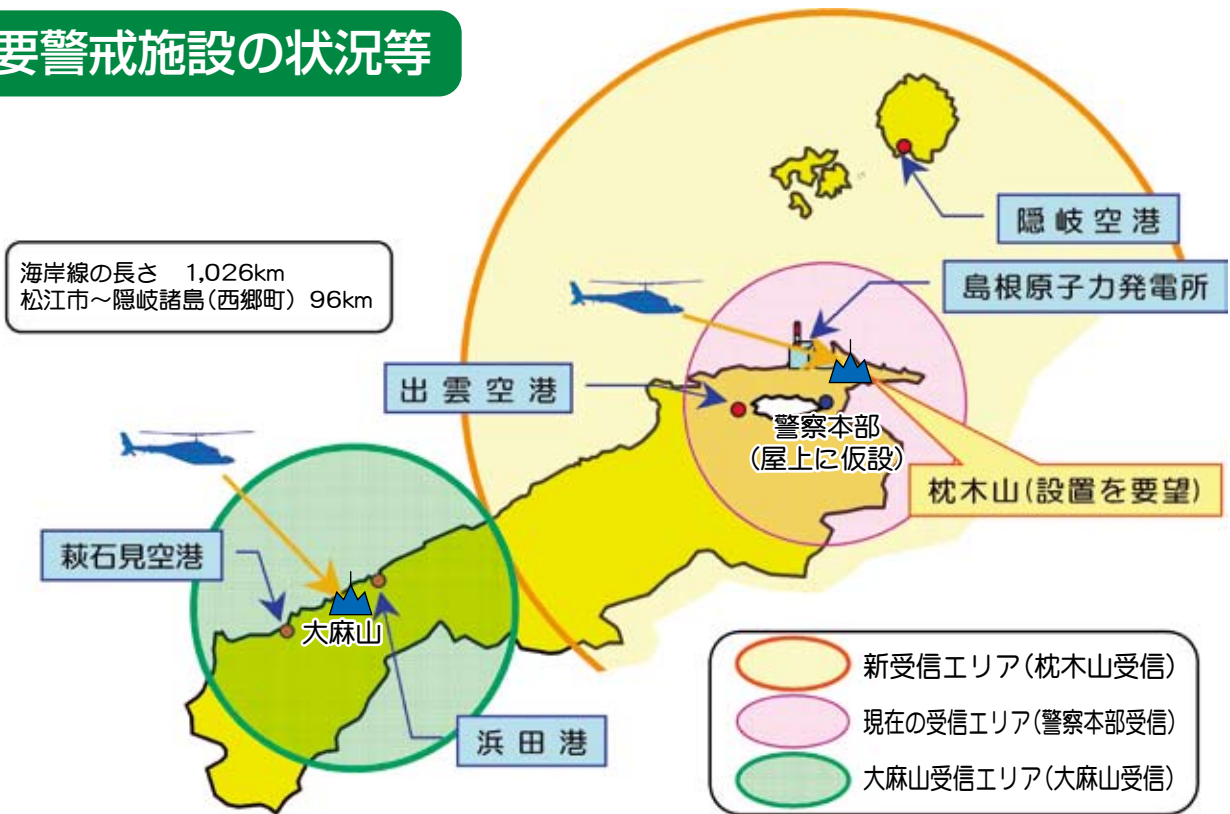 要警戒施設の状況等
海岸線の長さ 1,026km
松江市～隠岐諸島(西郷町) 96km
隠岐空港
島根原子力発電所
出雲空港
警察本部
(屋上に仮設)
枕木山(設置を要望)
萩石見空港
大麻山
浜田港
新受信エリア(枕木山受信)
現在の受信エリア(警察本部受信)
大麻山受信エリア(大麻山受信)